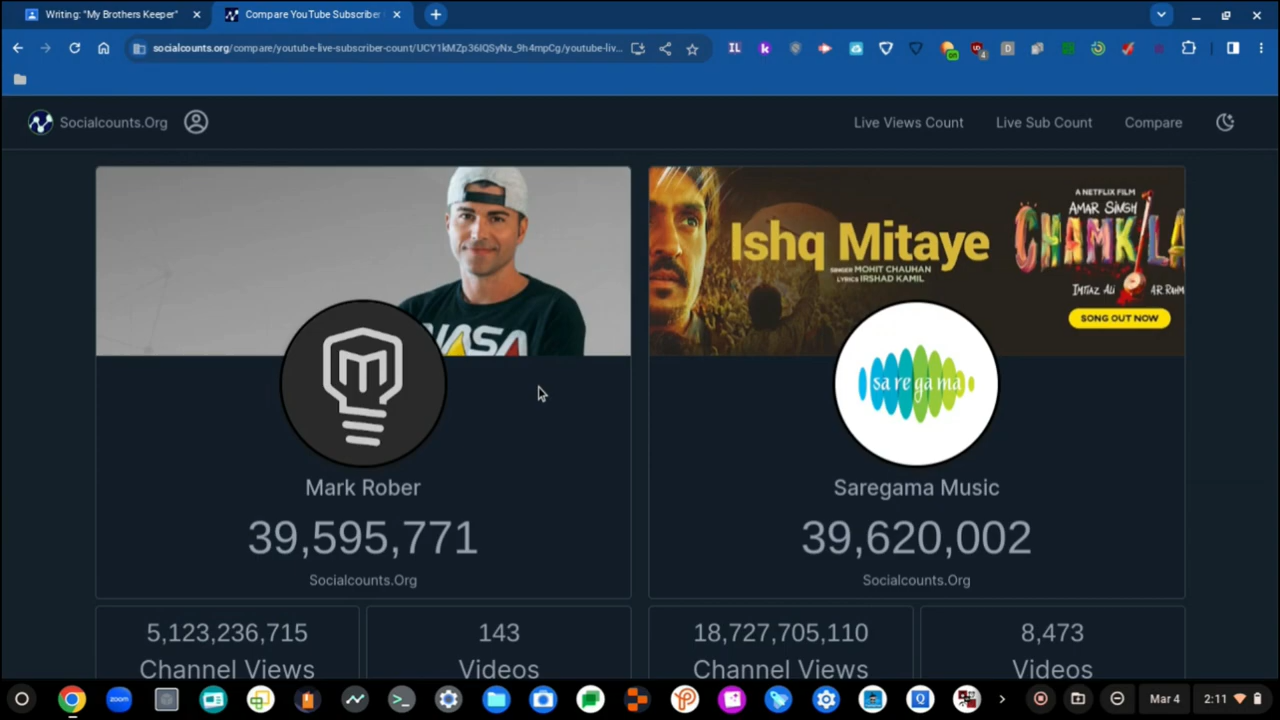 Writing: "My Brothers Keeper"
Compare YouTube Subscriber
socialcounts.org/compare/youtube-live-subscriber-count/UCY1kMZp36IQSyNx_9h4mpCg/youtube-liv...
Socialcounts.Org
Live Views Count
Live Sub Count
Compare
NASA
Ishq Mitaye
SINGER MOHIT CHAUHAN
LYRICS IRSHAD KAMIL
A NETFLIX FILM
AMAR SINGH
CHAMKILA
IMTIAZ ALI
AR RAHM
SONG OUT NOW
sa re ga ma
Mark Rober
39,595,771
Socialcounts.Org
Saregama Music
39,620,002
Socialcounts.Org
5,123,236,715
Channel Views
143
Videos
18,727,705,110
Channel Views
8,473
Videos
zoom
Mar 4
2:11